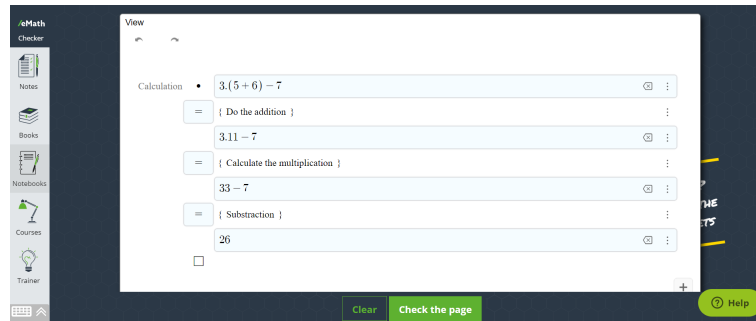 /eMath
Checker
Notes
Books
Notebooks
Courses
Trainer
View
Calculation • 3.(5 + 6) − 7
= { Do the addition }
3.11 − 7
= { Calculate the multiplication }
33 − 7
= { Substraction }
26
THE
Clear
Check the page
Help